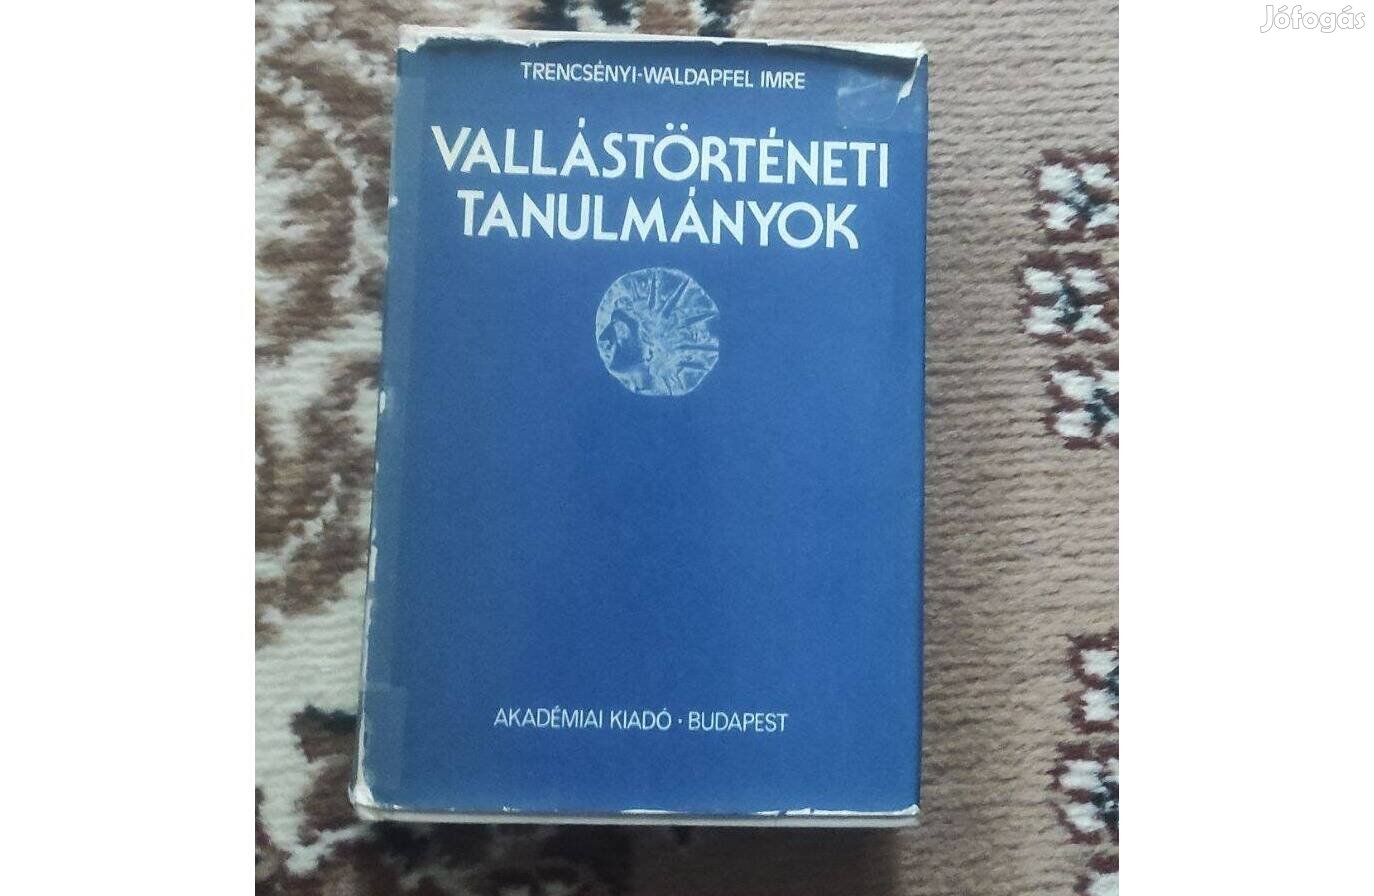 Jófogás
TRENCSÉNYI-WALDAPFEL IMRE
VALLÁSTÖRTÉNETI
TANULMÁNYOK
AKADÉMIAI KIADÓ • BUDAPEST